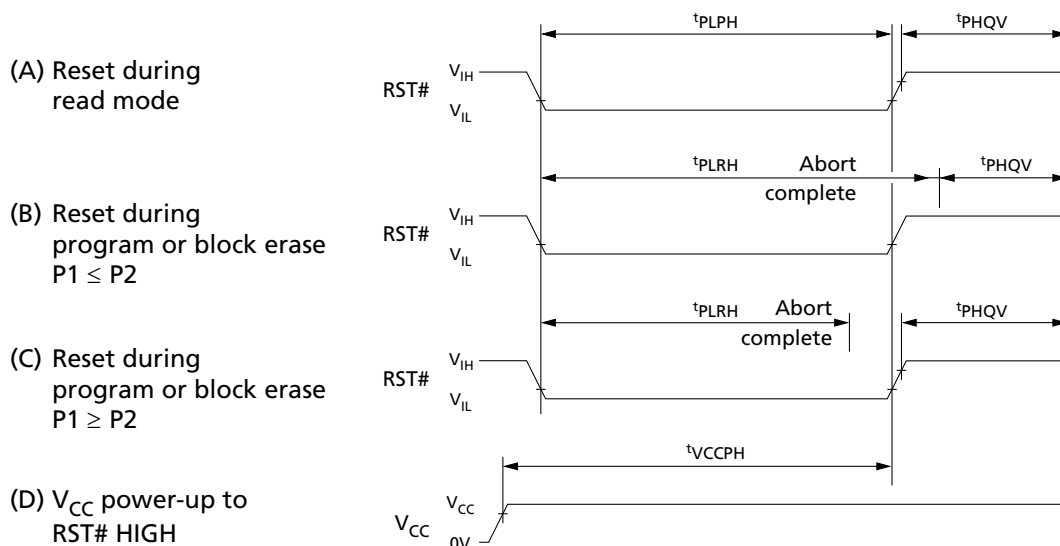 tPLPH tPHQV
(A) Reset during
read mode
RST# VIH
VIL
tPLRH Abort
complete tPHQV
(B) Reset during
program or block erase
P1 ≤ P2
RST# VIH
VIL
tPLRH Abort
complete tPHQV
(C) Reset during
program or block erase
P1 ≥ P2
RST# VIH
VIL
tVCCPH
(D) VCC power-up to
RST# HIGH
VCC VCC
0V